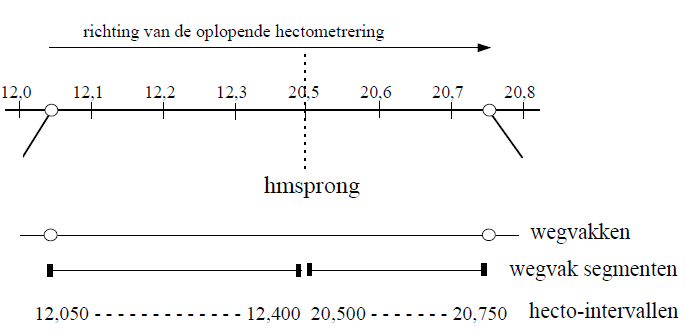 richting van de oplopende hectometrering
12,0 12,1 12,2 12,3 20,5 20,6 20,7 20,8
hmsprong
wegvakken
wegvak segmenten
12,050 - - - - - - - - - - - - - 12,400 20,500 - - - - - - - 20,750 hecto-intervallen